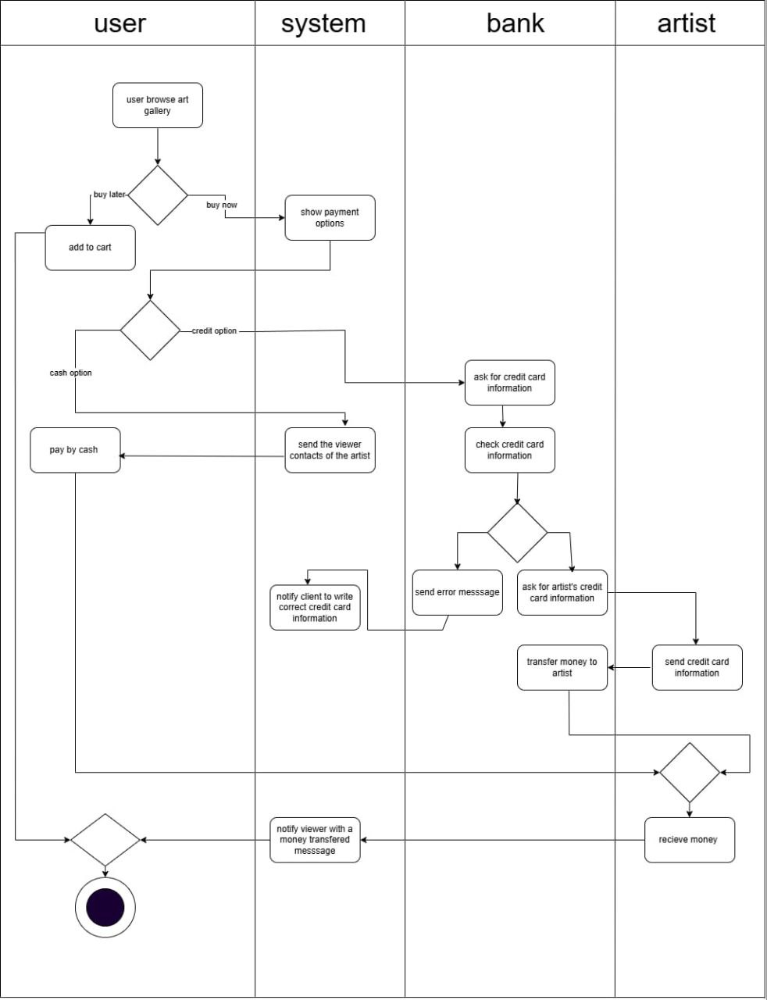 user
system
bank
artist
user browse art
gallery
buy later
buy now
show payment
options
add to cart
credit option
cash option
ask for credit card
information
pay by cash
send the viewer
contacts of the artist
check credit card
information
send error messsage
ask for artist's credit
card information
notify client to write
correct credit card
information
transfer money to
artist
send credit card
information
notify viewer with a
money transfered
messsage
recieve money